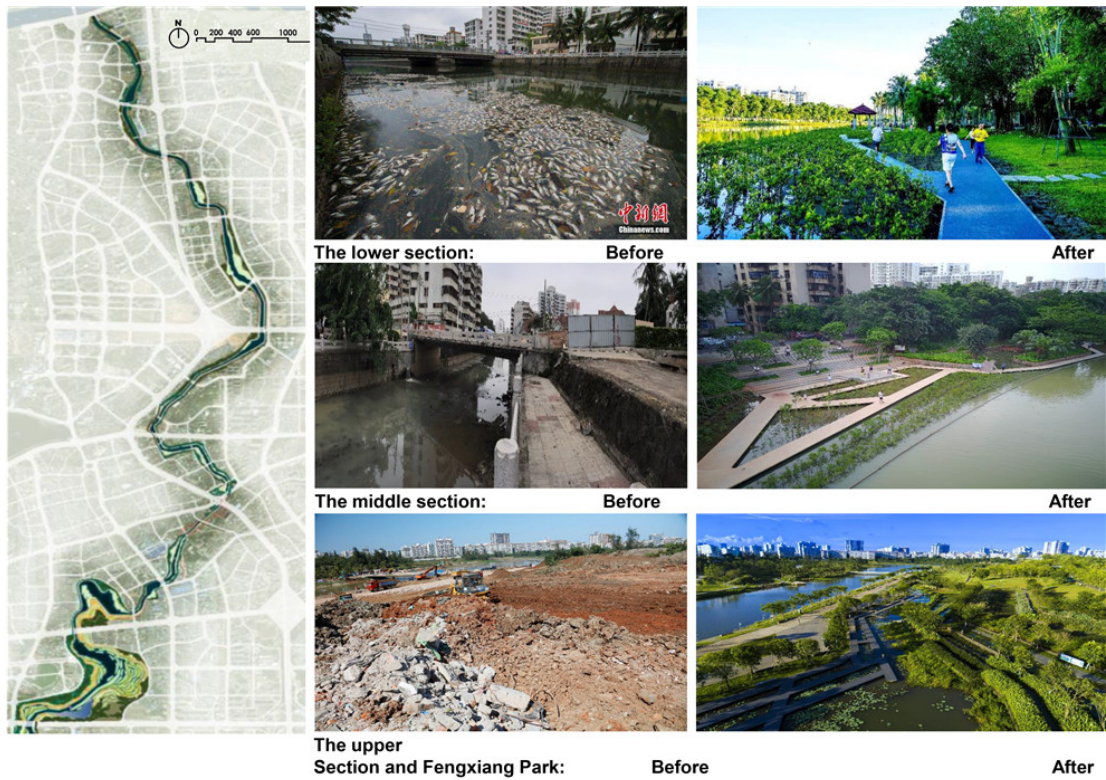 N
0 200 400 600 1000
中新网
Chinanews.com
The lower section: Before After
The middle section: Before After
The upper
Section and Fengxiang Park: Before After